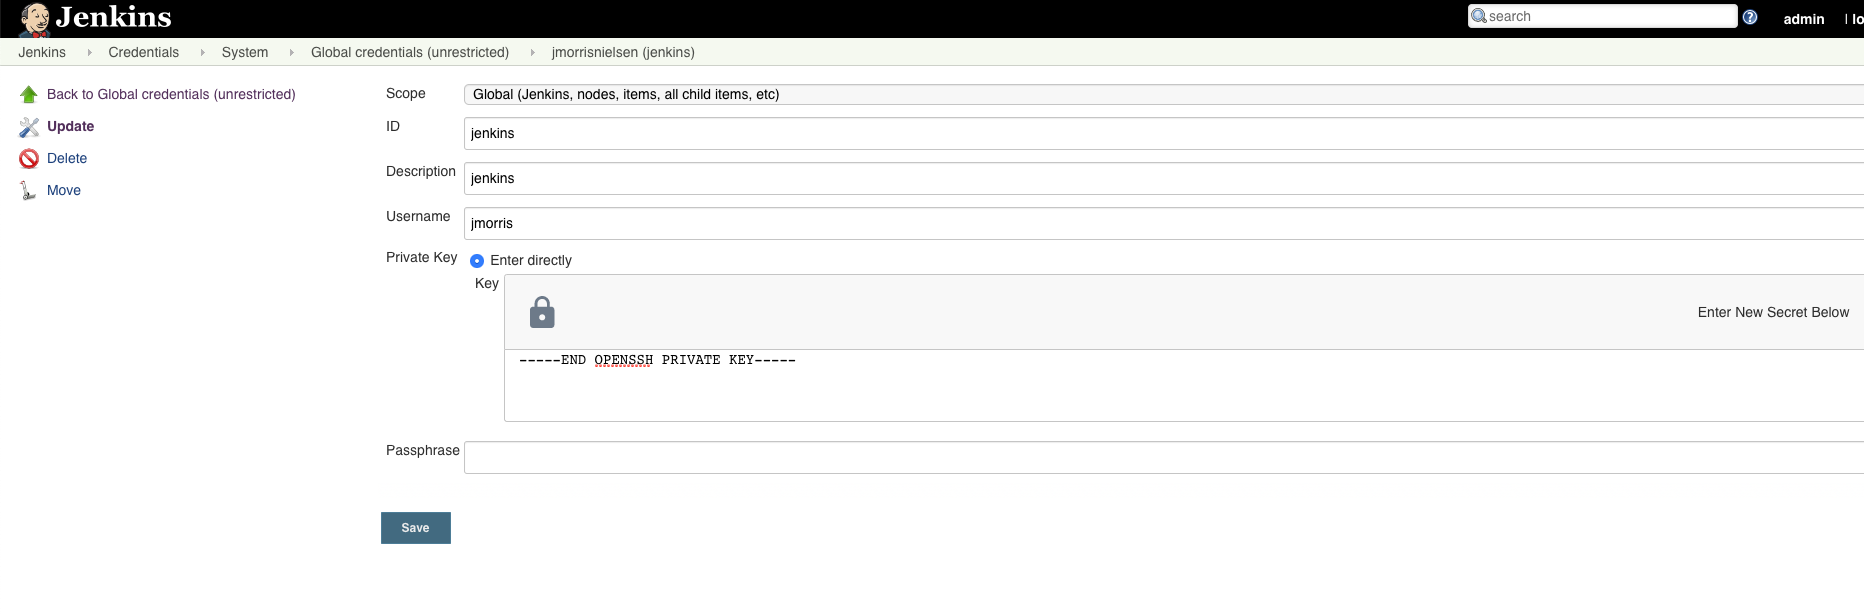 Jenkins
search
admin
| lo
Jenkins
Credentials
System
Global credentials (unrestricted)
jmorrisnielsen (jenkins)
Back to Global credentials (unrestricted)
Update
Delete
Move
Scope
Global (Jenkins, nodes, items, all child items, etc)
ID
jenkins
Description
jenkins
Username
jmorris
Private Key
Enter directly
Key
Enter New Secret Below
-----END OPENSSH PRIVATE KEY-----
Passphrase
Save